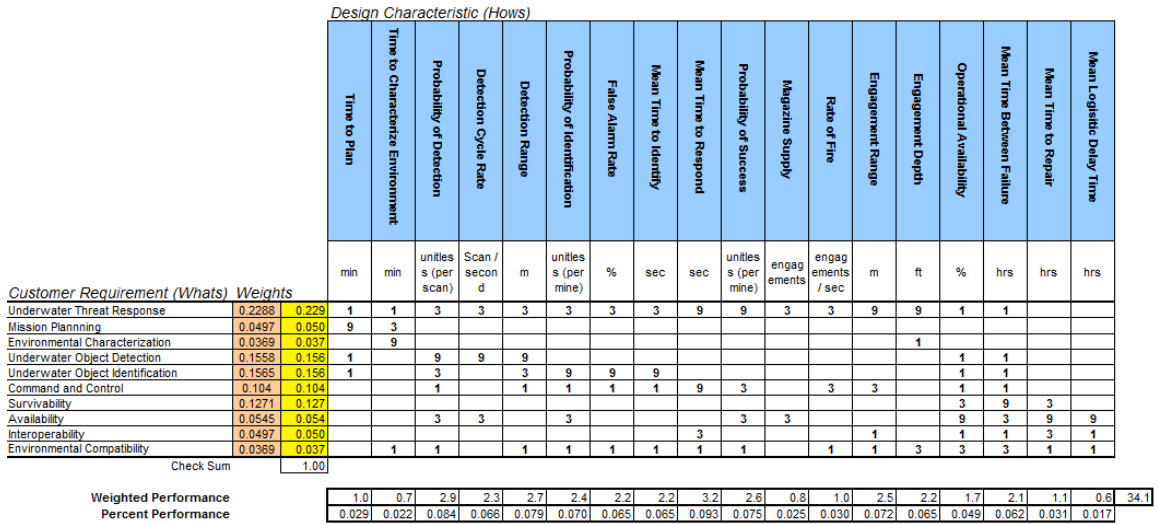 Design Characteristic (Hows)
Time to Plan
Time to Characterize Environment
Probability of Detection
Detection Cycle Rate
Detection Range
Probability of Identification
False Alarm Rate
Mean Time to Identify
Mean Time to Respond
Probability of Success
Magazine Supply
Rate of Fire
Engagement Range
Engagement Depth
Operational Availability
Mean Time Between Failure
Mean Time to Repair
Mean Logisitic Delay Time
min
min
unitles
s (per
scan)
Scan /
secon
d
m
unitles
s (per
mine)
%
sec
sec
unitles
s (per
mine)
engag
ements
engag
ements
/ sec
m
ft
%
hrs
hrs
hrs
Customer Requirement (Whats) Weights
Underwater Threat Response 0.2288 0.229 1 1 3 3 3 3 3 3 9 9 3 3 9 9 1 1
Mission Plannning 0.0497 0.050 9 3
Environmental Characterization 0.0369 0.037 9 1
Underwater Object Detection 0.1558 0.156 1 9 9 9 1 1
Underwater Object Identification 0.1565 0.156 1 3 3 9 9 9 1 1
Command and Control 0.104 0.104 1 1 1 1 1 9 3 3 3 1 1
Survivability 0.1271 0.127 3 9 3
Availability 0.0545 0.054 3 3 3 3 3 9 3 9 9
Interoperability 0.0497 0.050 3 1 1 1 3 1
Environmental Compatibility 0.0369 0.037 1 1 1 1 1 1 1 1 1 1 3 3 3 1 1
Check Sum 1.00
Weighted Performance 1.0 0.7 2.9 2.3 2.7 2.4 2.2 2.2 3.2 2.6 0.8 1.0 2.5 2.2 1.7 2.1 1.1 0.6 34.1
Percent Performance 0.029 0.022 0.084 0.066 0.079 0.070 0.065 0.065 0.093 0.075 0.025 0.030 0.072 0.065 0.049 0.062 0.031 0.017